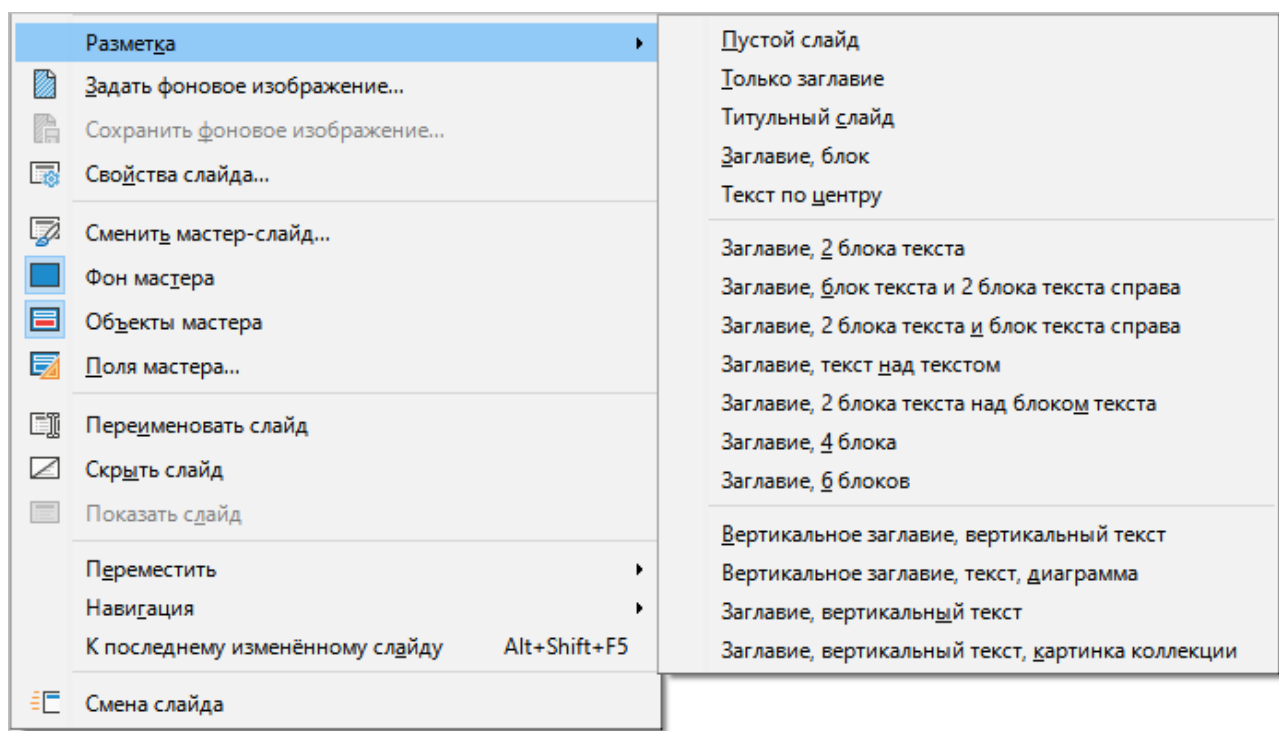 Разметка
Задать фоновое изображение...
Сохранить фоновое изображение...
Свойства слайда...
Сменить мастер-слайд...
Фон мастера
Объекты мастера
Поля мастера...
Переименовать слайд
Скрыть слайд
Показать слайд
Переместить
Навигация
К последнему изменённому слайду Alt+Shift+F5
Смена слайда
Пустой слайд
Только заглавие
Титульный слайд
Заглавие, блок
Текст по центру
Заглавие, 2 блока текста
Заглавие, блок текста и 2 блока текста справа
Заглавие, 2 блока текста и блок текста справа
Заглавие, текст над текстом
Заглавие, 2 блока текста над блоком текста
Заглавие, 4 блока
Заглавие, 6 блоков
Вертикальное заглавие, вертикальный текст
Вертикальное заглавие, текст, диаграмма
Заглавие, вертикальный текст
Заглавие, вертикальный текст, картинка коллекции